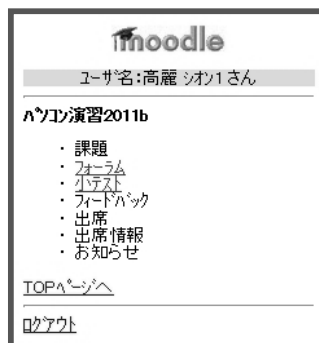 moodle
ﾕｰｻﾞ名:高麗 ｼｵﾝ1さん
ﾊﾟｿｺﾝ演習2011b
・ 課題
・ ﾌｫｰﾗﾑ
・ 小ﾃｽﾄ
・ ﾌｨｰﾄﾞﾊﾞｯｸ
・ 出席
・ 出席情報
・ お知らせ
TOPﾍﾟｰｼﾞへ
ﾛｸﾞｱｳﾄ